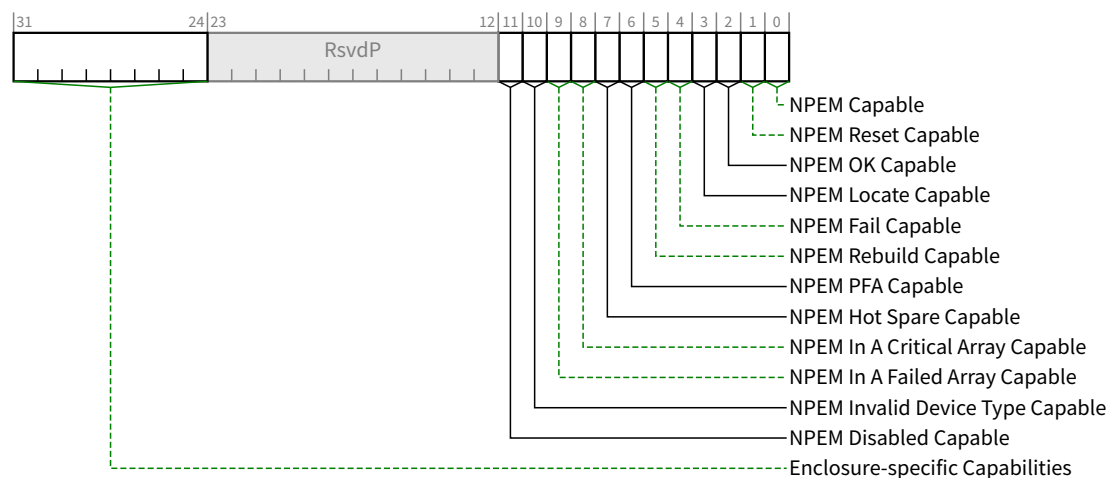 31 24 23 12 11 10 9 8 7 6 5 4 3 2 1 0
RsvdP
NPEM Capable
NPEM Reset Capable
NPEM OK Capable
NPEM Locate Capable
NPEM Fail Capable
NPEM Rebuild Capable
NPEM PFA Capable
NPEM Hot Spare Capable
NPEM In A Critical Array Capable
NPEM In A Failed Array Capable
NPEM Invalid Device Type Capable
NPEM Disabled Capable
Enclosure-specific Capabilities